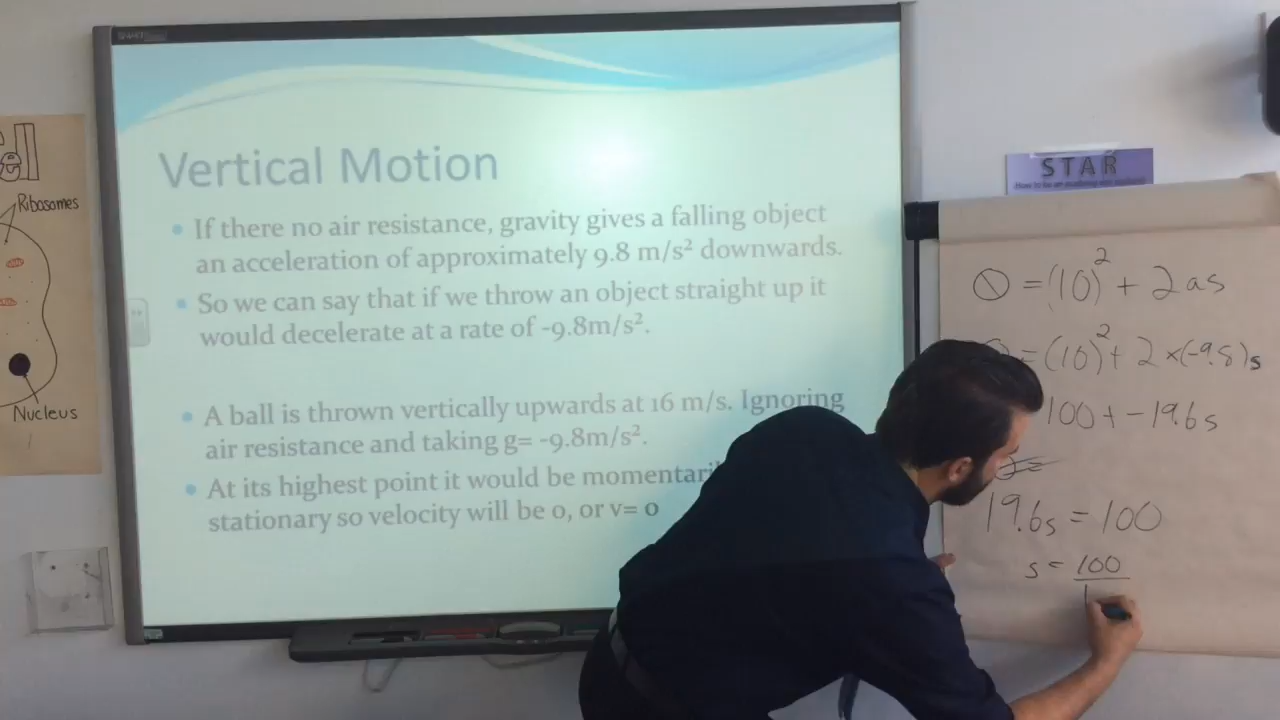 Ribosomes
Nucleus
Vertical Motion
If there no air resistance, gravity gives a falling object
an acceleration of approximately 9.8 m/s² downwards.
So we can say that if we throw an object straight up it
would decelerate at a rate of -9.8m/s².
A ball is thrown vertically upwards at 16 m/s. Ignoring
air resistance and taking g= -9.8m/s².
At its highest point it would be
stationary so velocity will be 0, or v= 0
STAR
0 = (10)² + 2as
= (10)² + 2 ×(-9.8)s
100 + -19.6s
19.6s = 100
s = 100